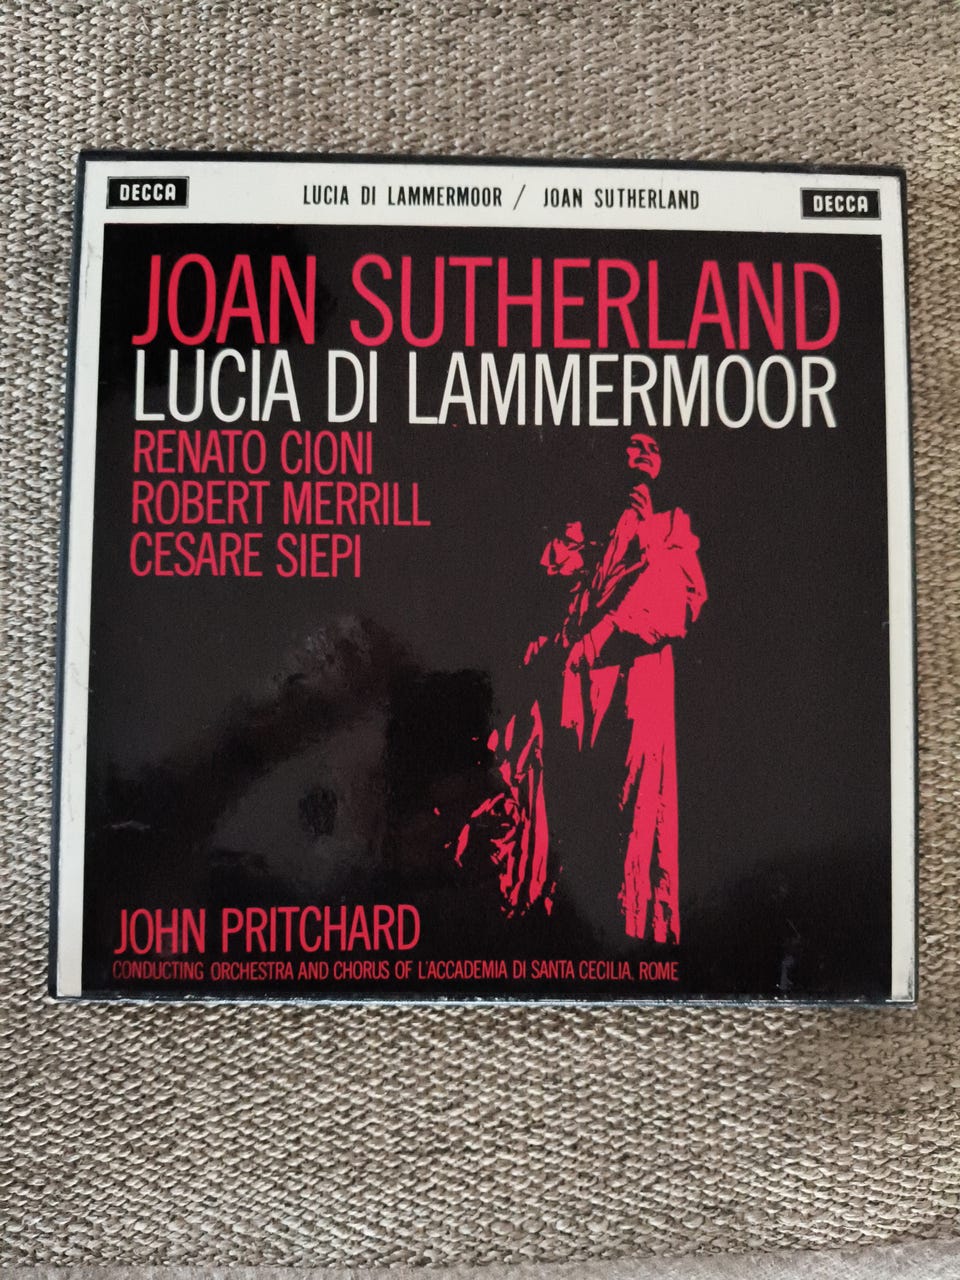 DECCA
LUCIA DI LAMMERMOOR / JOAN SUTHERLAND
DECCA
JOAN SUTHERLAND
LUCIA DI LAMMERMOOR
RENATO CIONI
ROBERT MERRILL
CESARE SIEPI
JOHN PRITCHARD
CONDUCTING ORCHESTRA AND CHORUS OF L'ACCADEMIA DI SANTA CECILIA, ROME